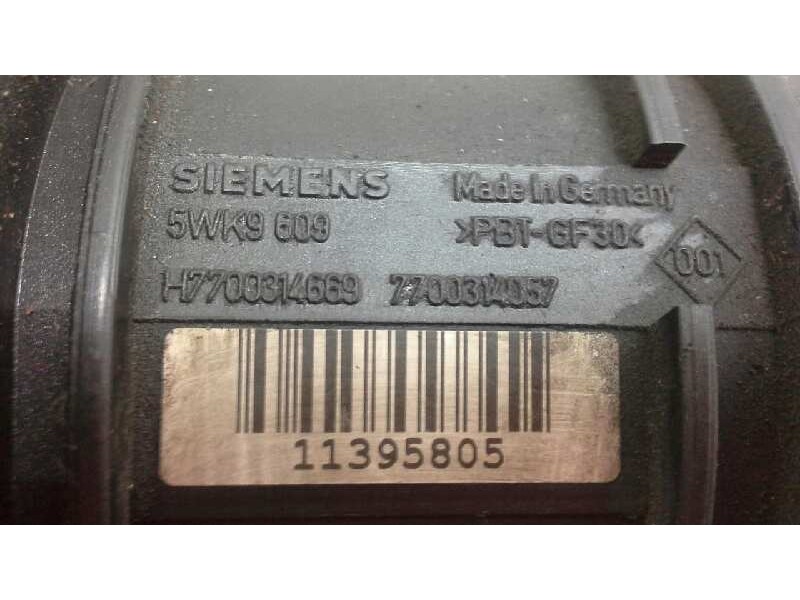 SIEMENS Made In Germany
5WK9 609 >PBT-GF30<
001
H7700314669 7700314057
11395805